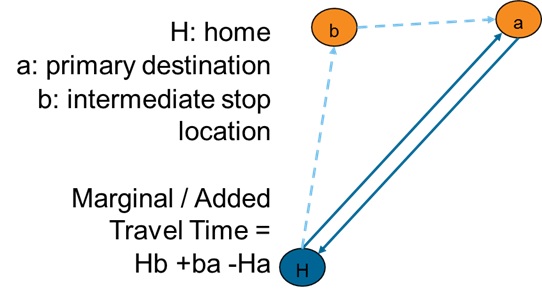 H: home
a: primary destination
b: intermediate stop
location
Marginal / Added
Travel Time =
Hb +ba -Ha
b
a
H